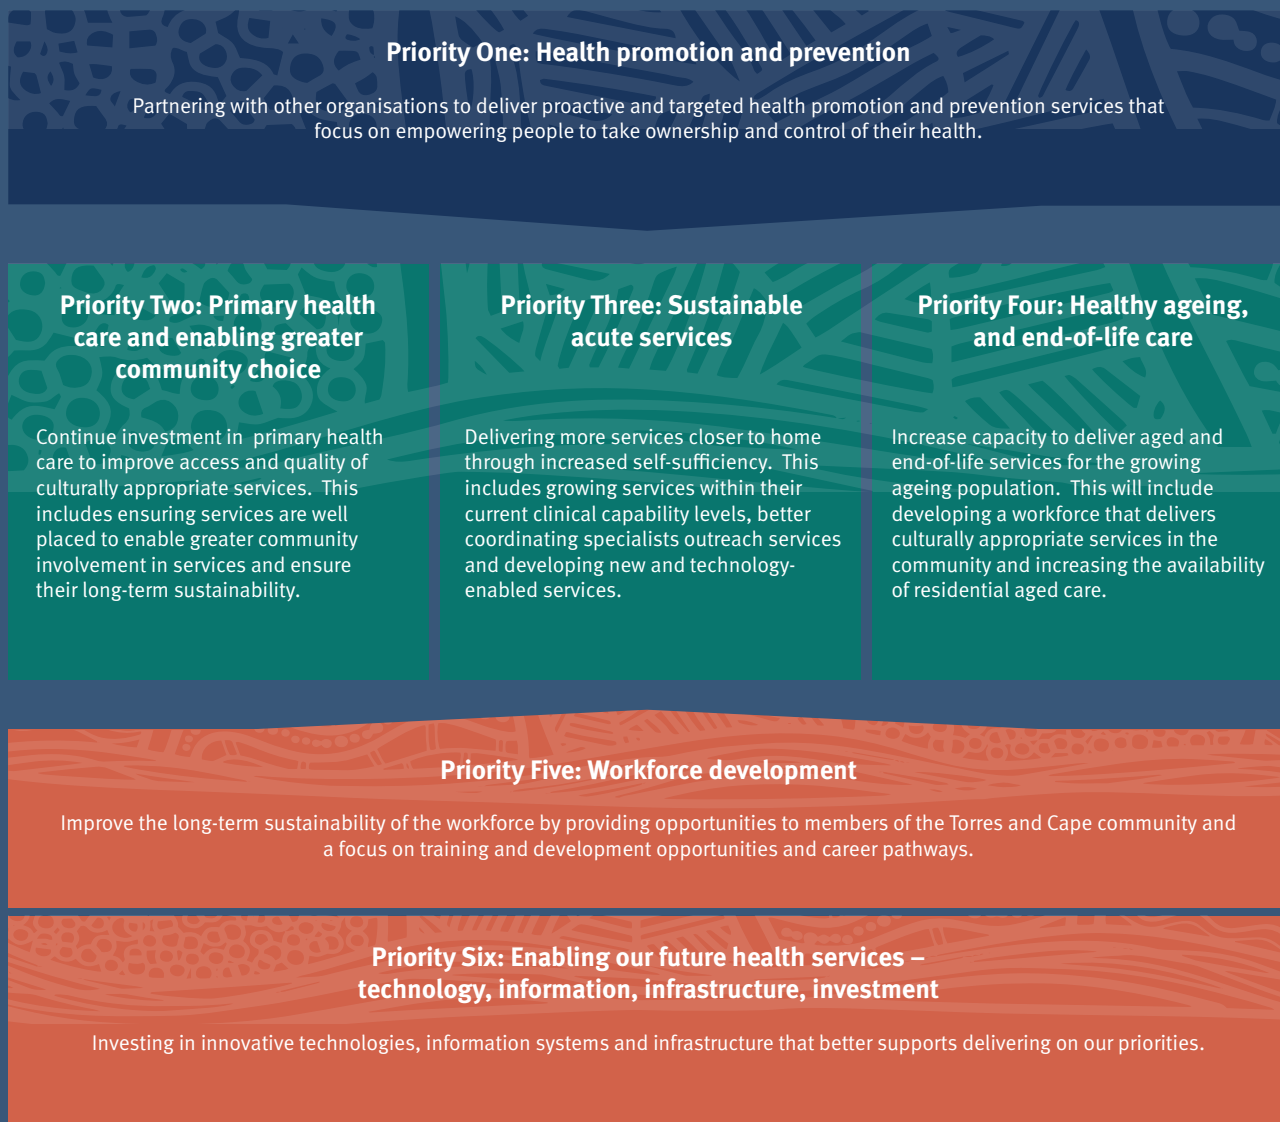 Priority One: Health promotion and prevention
Partnering with other organisations to deliver proactive and targeted health promotion and prevention services that
focus on empowering people to take ownership and control of their health.
Priority Two: Primary health
care and enabling greater
community choice
Continue investment in  primary health
care to improve access and quality of
culturally appropriate services.  This
includes ensuring services are well
placed to enable greater community
involvement in services and ensure
their long-term sustainability.
Priority Three: Sustainable
acute services
Delivering more services closer to home
through increased self-sufficiency.  This
includes growing services within their
current clinical capability levels, better
coordinating specialists outreach services
and developing new and technology-
enabled services.
Priority Four: Healthy ageing,
and end-of-life care
Increase capacity to deliver aged and
end-of-life services for the growing
ageing population.  This will include
developing a workforce that delivers
culturally appropriate services in the
community and increasing the availability
of residential aged care.
Priority Five: Workforce development
Improve the long-term sustainability of the workforce by providing opportunities to members of the Torres and Cape community and
a focus on training and development opportunities and career pathways.
Priority Six: Enabling our future health services –
technology, information, infrastructure, investment
Investing in innovative technologies, information systems and infrastructure that better supports delivering on our priorities.